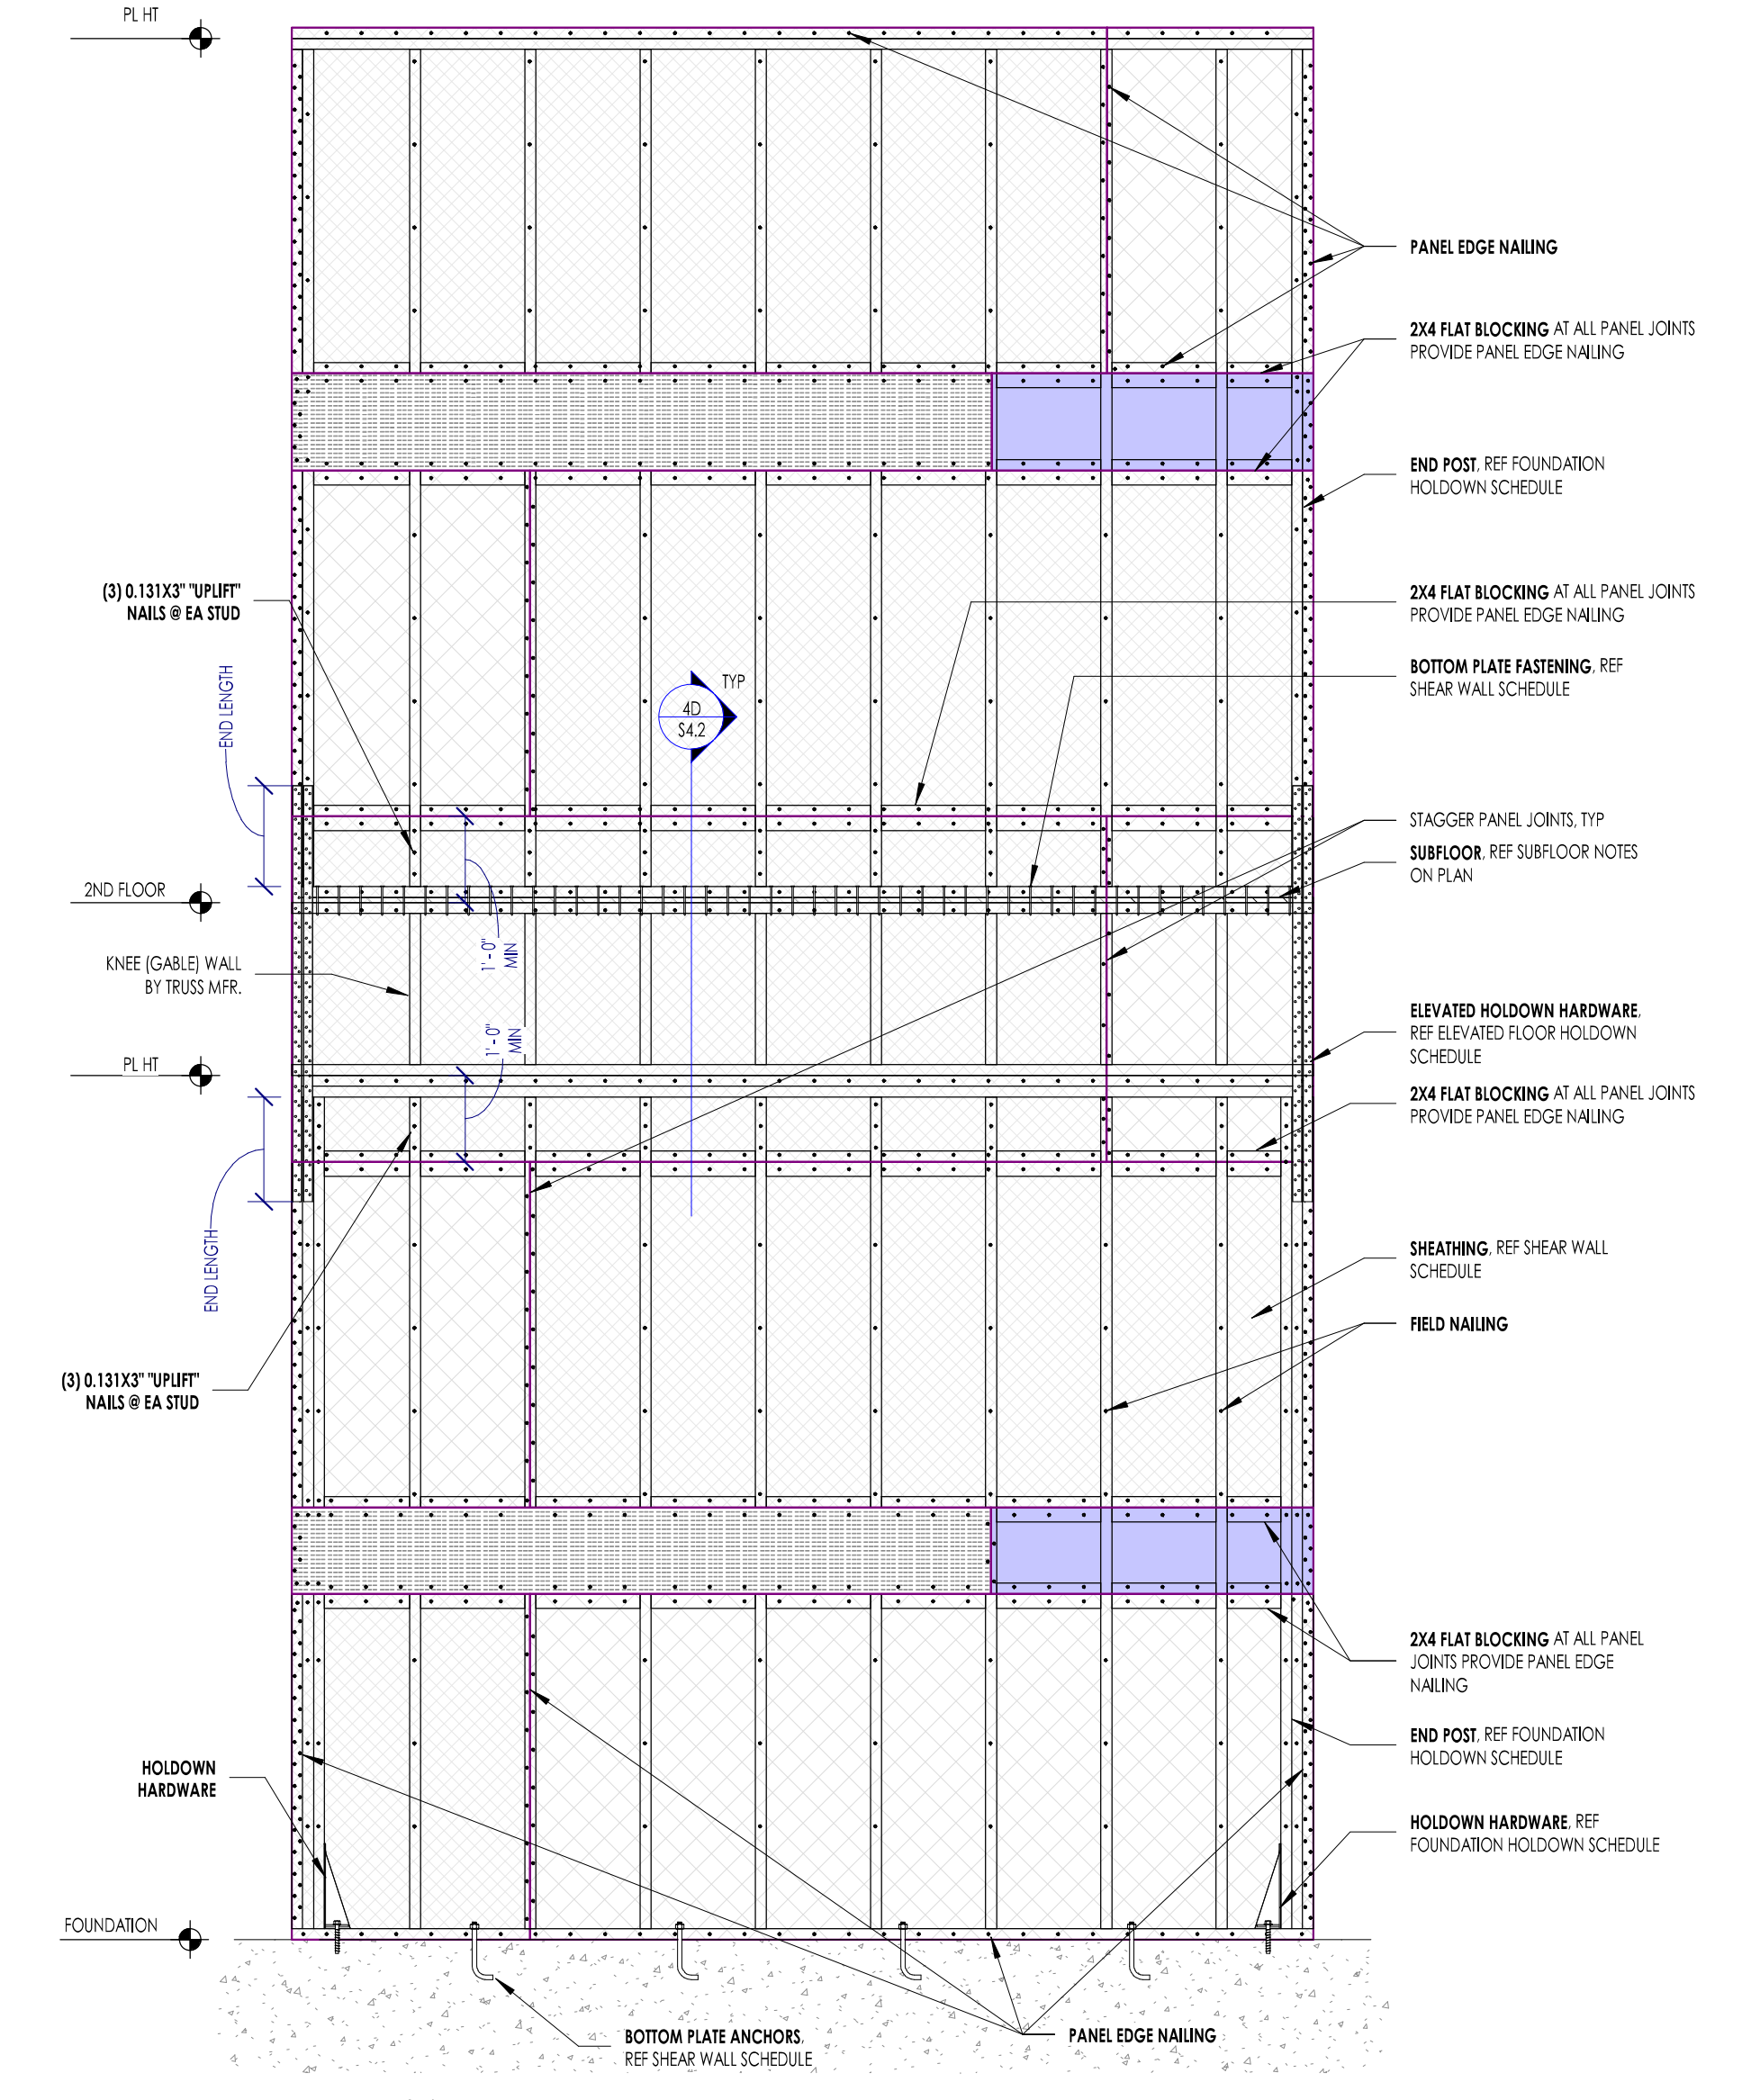 PL HT
PANEL EDGE NAILING
2X4 FLAT BLOCKING AT ALL PANEL JOINTS
PROVIDE PANEL EDGE NAILING
END POST, REF FOUNDATION
HOLDOWN SCHEDULE
(3) 0.131X3" "UPLIFT"
NAILS @ EA STUD
2X4 FLAT BLOCKING AT ALL PANEL JOINTS
PROVIDE PANEL EDGE NAILING
END LENGTH
TYP
4D
S4.2
BOTTOM PLATE FASTENING, REF
SHEAR WALL SCHEDULE
STAGGER PANEL JOINTS, TYP
SUBFLOOR, REF SUBFLOOR NOTES
ON PLAN
2ND FLOOR
1' - 0"
MIN
KNEE (GABLE) WALL
BY TRUSS MFR.
1' - 0"
MIN
ELEVATED HOLDOWN HARDWARE,
REF ELEVATED FLOOR HOLDOWN
SCHEDULE
PL HT
2X4 FLAT BLOCKING AT ALL PANEL JOINTS
PROVIDE PANEL EDGE NAILING
END LENGTH
SHEATHING, REF SHEAR WALL
SCHEDULE
FIELD NAILING
(3) 0.131X3" "UPLIFT"
NAILS @ EA STUD
2X4 FLAT BLOCKING AT ALL PANEL
JOINTS PROVIDE PANEL EDGE
NAILING
END POST, REF FOUNDATION
HOLDOWN SCHEDULE
HOLDOWN
HARDWARE
HOLDOWN HARDWARE, REF
FOUNDATION HOLDOWN SCHEDULE
FOUNDATION
BOTTOM PLATE ANCHORS,
REF SHEAR WALL SCHEDULE
PANEL EDGE NAILING